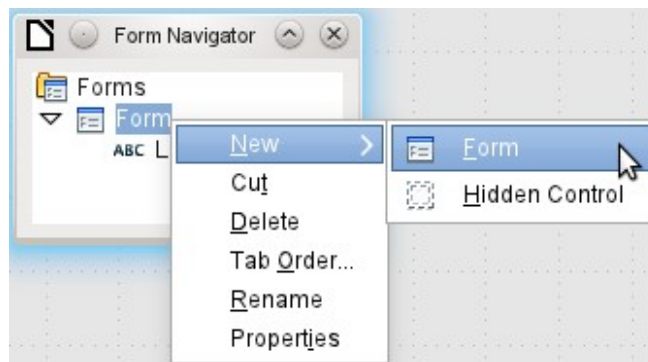 Form Navigator
Forms
Form
ABC L
New
Form
Cut
Hidden Control
Delete
Tab Order...
Rename
Properties